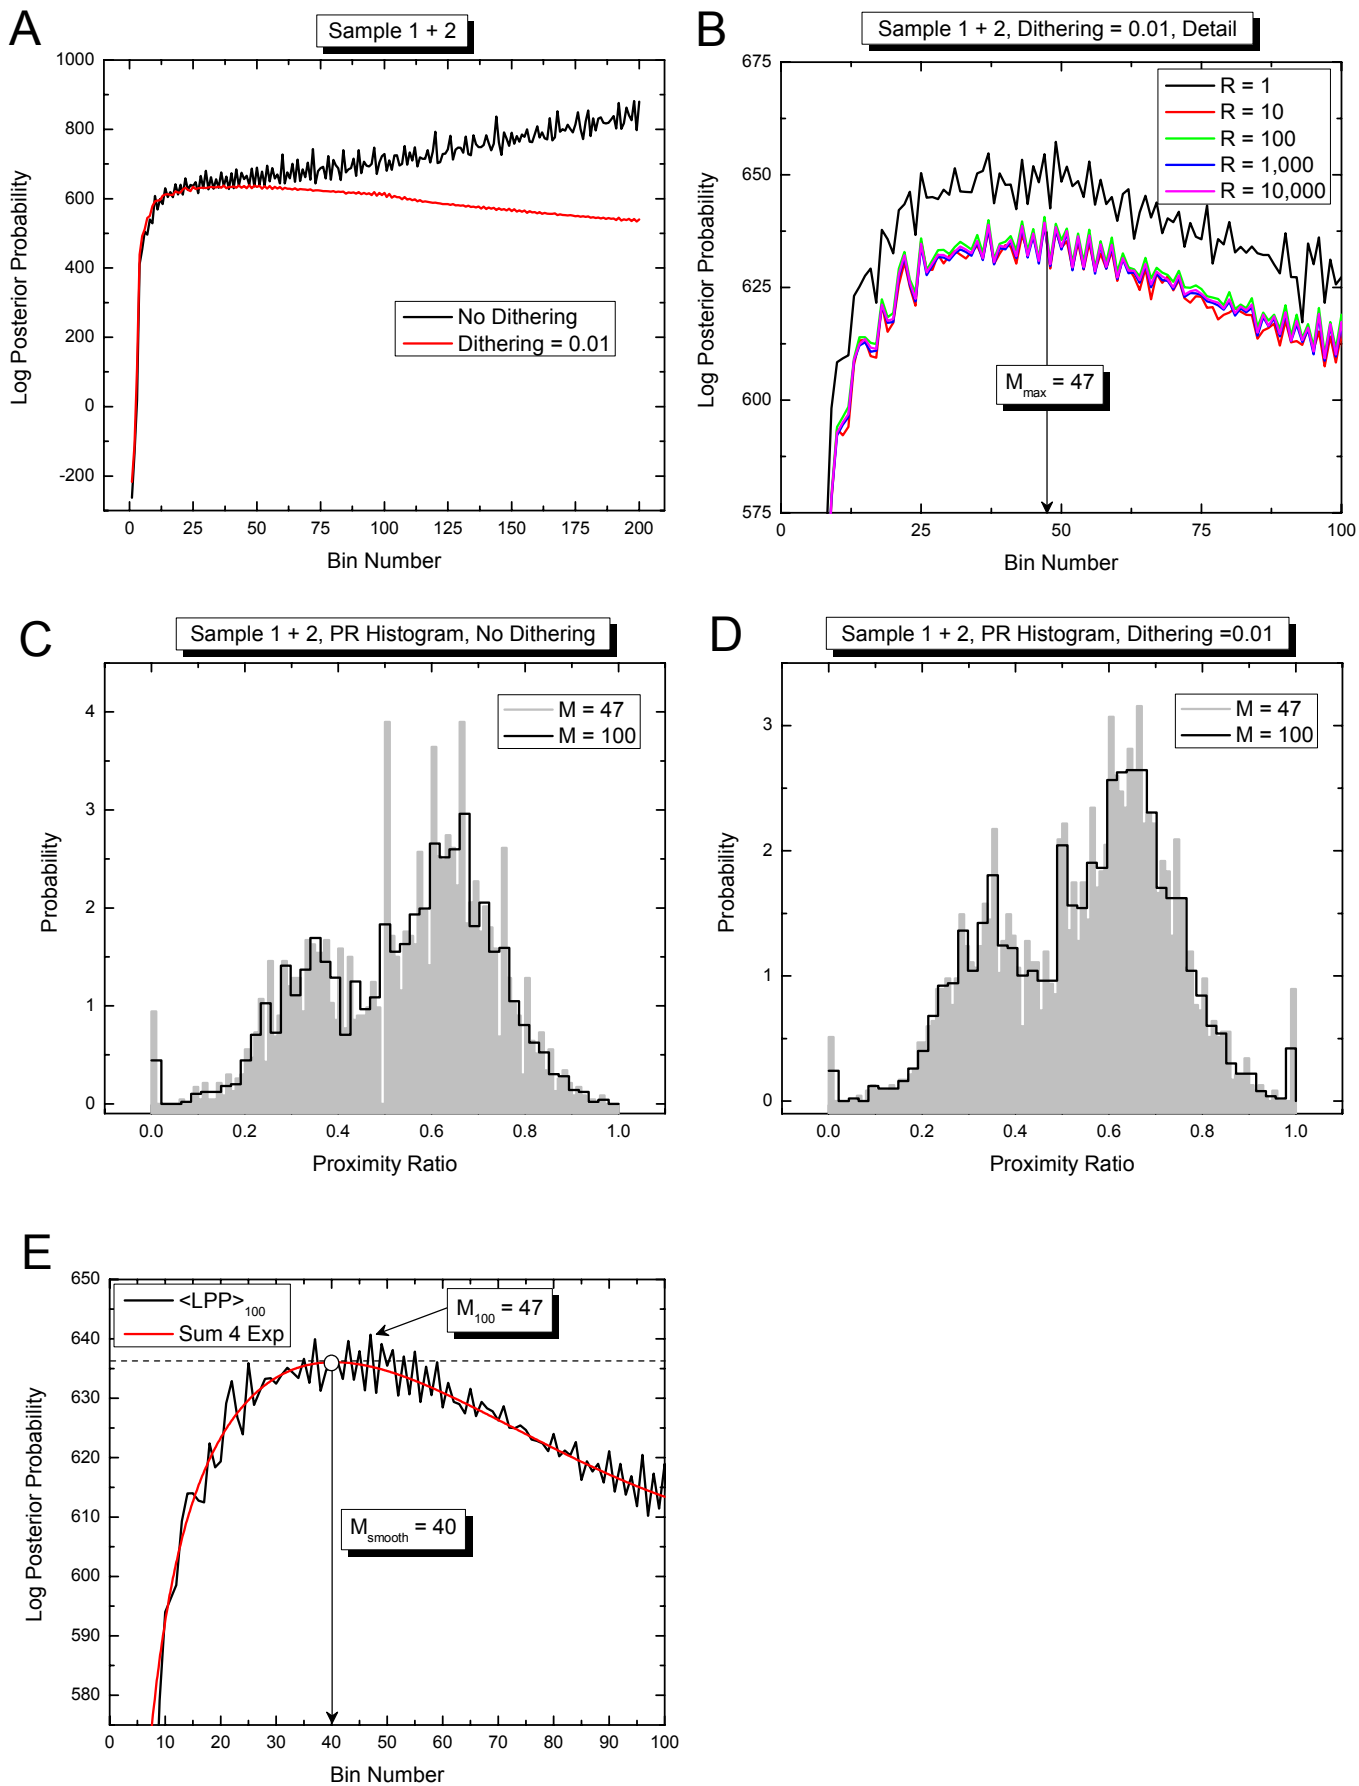 A
Sample 1 + 2
1000
800
600
400
200
0
-200
Log Posterior Probability
No Dithering
Dithering = 0.01
0 25 50 75 100 125 150 175 200
Bin Number
B
Sample 1 + 2, Dithering = 0.01, Detail
675
650
625
600
575
Log Posterior Probability
R = 1
R = 10
R = 100
R = 1,000
R = 10,000
Mmax = 47
0 25 50 75 100
Bin Number
C
Sample 1 + 2, PR Histogram, No Dithering
4
3
2
1
0
Probability
M = 47
M = 100
0.0 0.2 0.4 0.6 0.8 1.0
Proximity Ratio
D
Sample 1 + 2, PR Histogram, Dithering =0.01
3
2
1
0
Probability
M = 47
M = 100
0.0 0.2 0.4 0.6 0.8 1.0
Proximity Ratio
E
650
640
630
620
610
600
590
580
Log Posterior Probability
<LPP>100
Sum 4 Exp
M100 = 47
Msmooth = 40
0 10 20 30 40 50 60 70 80 90 100
Bin Number